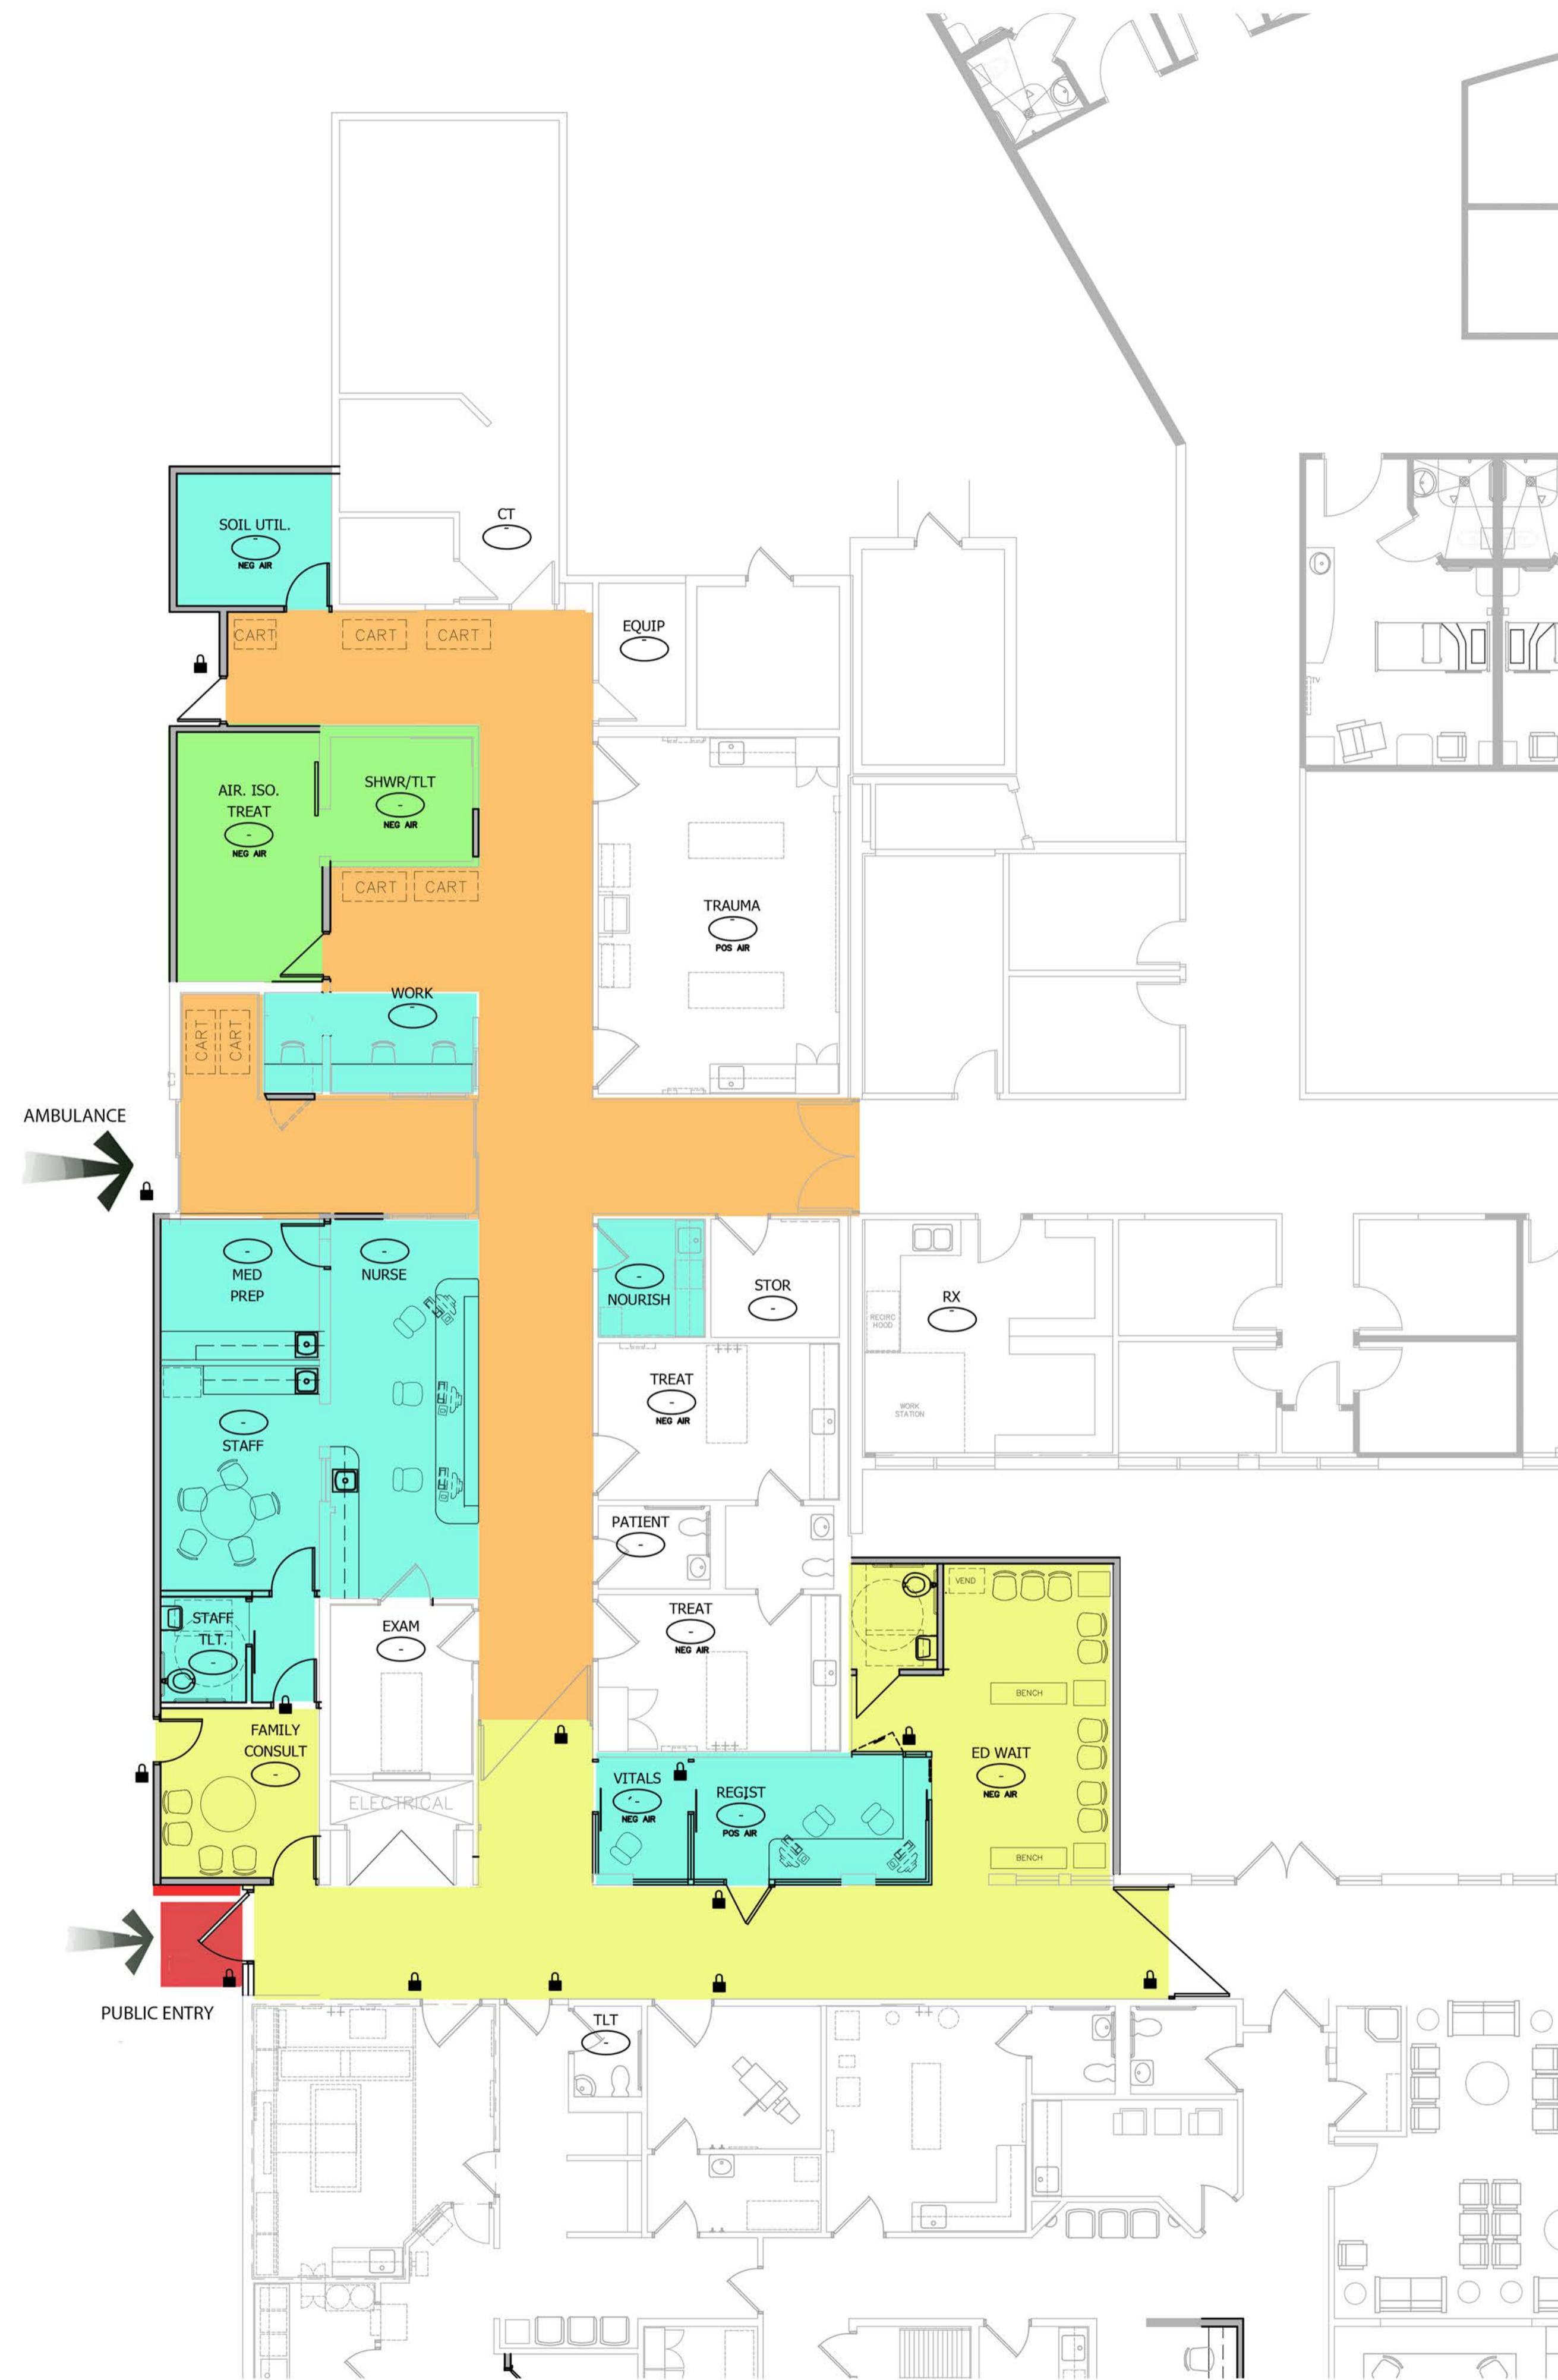 SOIL UTIL.
-
NEG AIR
CT
-
CART
CART
CART
EQUIP
-
TV
AIR. ISO.
TREAT
-
NEG AIR
SHWR/TLT
-
NEG AIR
CART
CART
TRAUMA
-
POS AIR
WORK
-
CART
CART
AMBULANCE
-
MED
PREP
-
NURSE
-
NOURISH
STOR
-
RX
-
RECIRC
HOOD
TREAT
-
NEG AIR
WORK
STATION
-
STAFF
PATIENT
-
VEND
STAFF
TLT.
-
EXAM
-
TREAT
-
NEG AIR
BENCH
FAMILY
CONSULT
-
ED WAIT
-
NEG AIR
VITALS
-
NEG AIR
REGIST
-
POS AIR
ELECTRICAL
BENCH
PUBLIC ENTRY
TLT
-